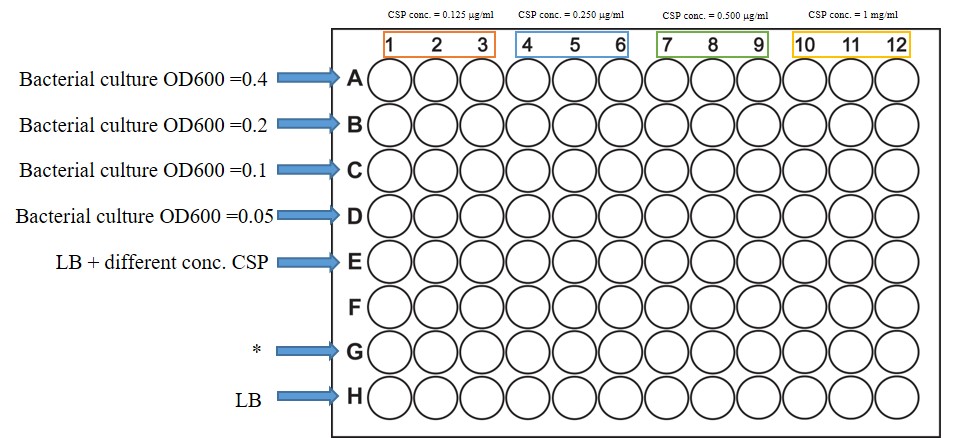 CSP conc. = 0.125 µg/ml CSP conc. = 0.250 µg/ml CSP conc. = 0.500 µg/ml CSP conc. = 1 mg/ml
1 2 3 4 5 6 7 8 9 10 11 12
Bacterial culture OD600 =0.4 A
Bacterial culture OD600 =0.2 B
Bacterial culture OD600 =0.1 C
Bacterial culture OD600 =0.05 D
LB + different conc. CSP E
F
* G
LB H